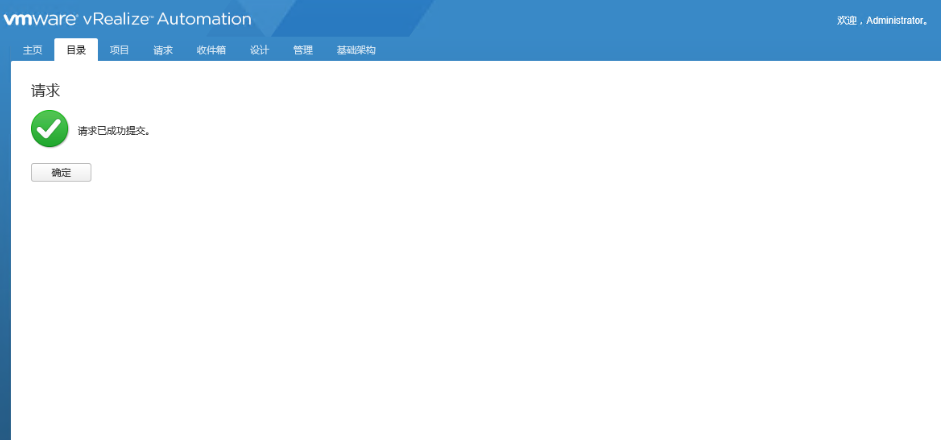 vmware® vRealize™ Automation
欢迎，Administrator。
主页 目录 项目 请求 收件箱 设计 管理 基础架构
请求
请求已成功提交。
确定